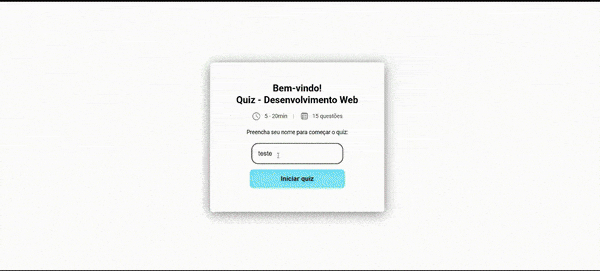 Bem-vindo!
Quiz - Desenvolvimento Web
5 - 20min | 15 questões
Preencha seu nome para começar o quiz:
teste
Iniciar quiz